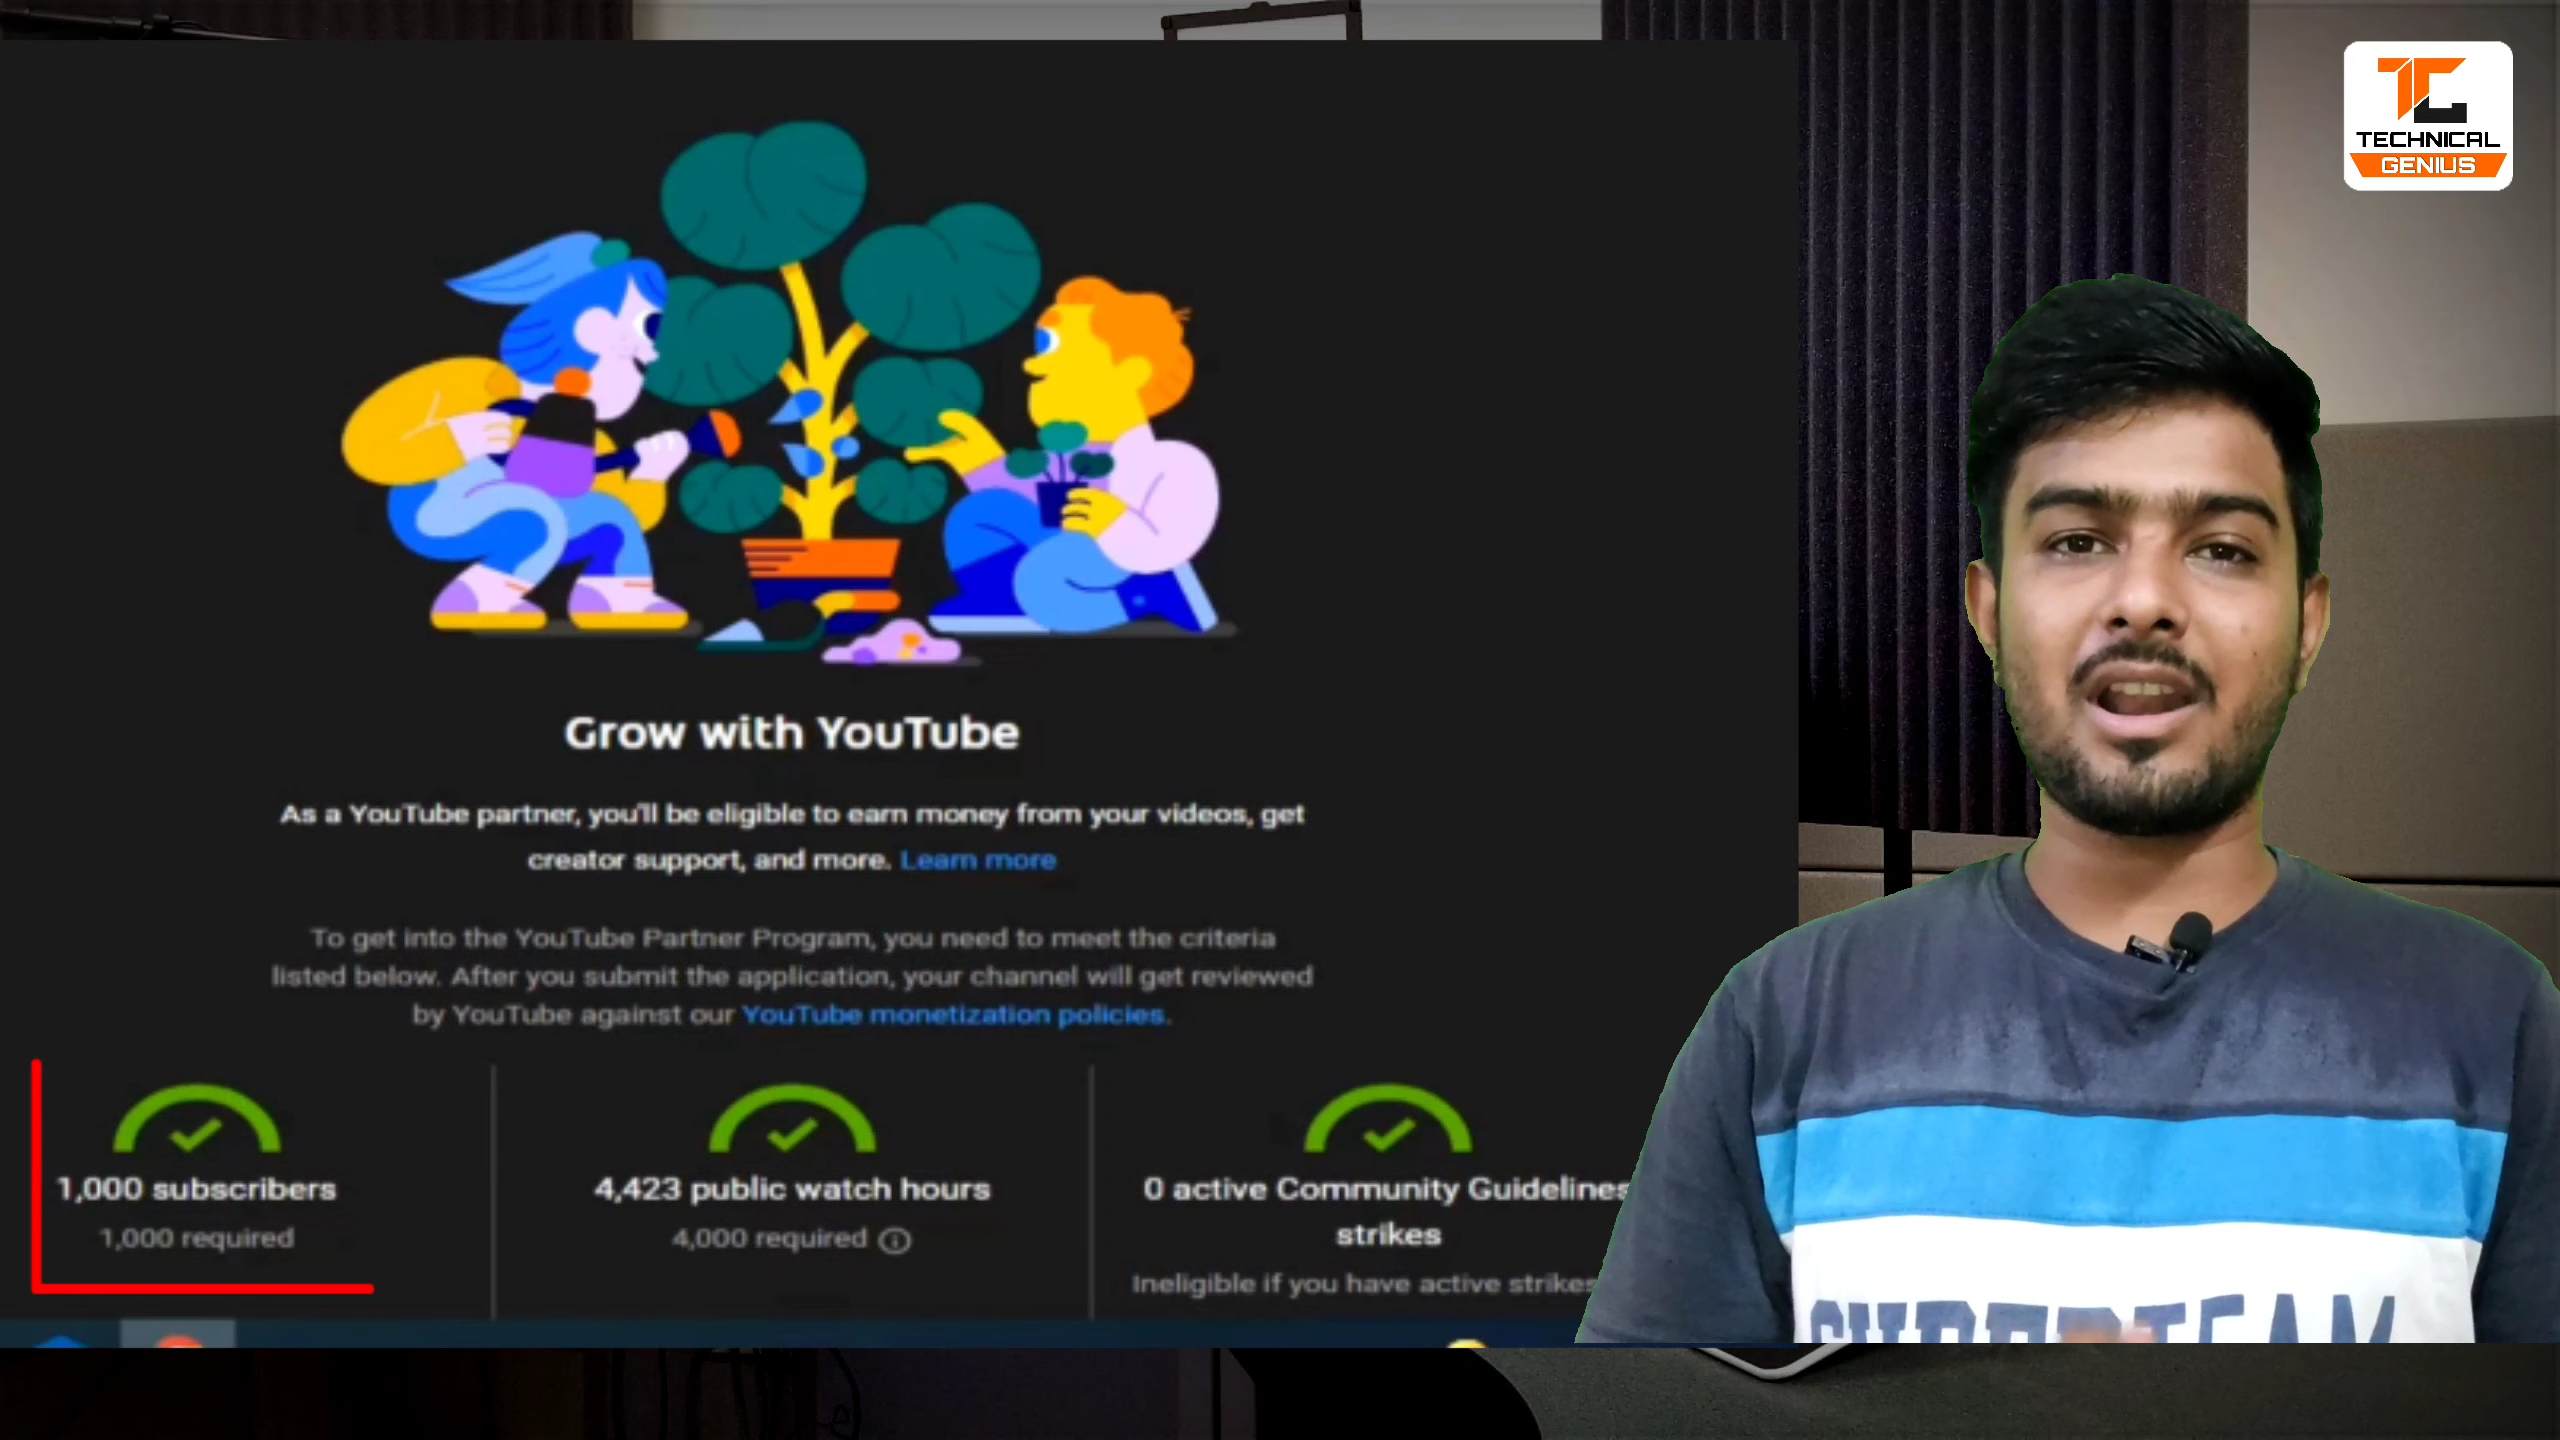 TECHNICAL
GENIUS
Grow with YouTube
As a YouTube partner, you'll be eligible to earn money from your videos, get
creator support, and more. Learn more
To get into the YouTube Partner Program, you need to meet the criteria
listed below. After you submit the application, your channel will get reviewed
by YouTube against our YouTube monetization policies.
1,000 subscribers
1,000 required
4,423 public watch hours
4,000 required
0 active Community Guidelines
strikes
Ineligible if you have active strikes